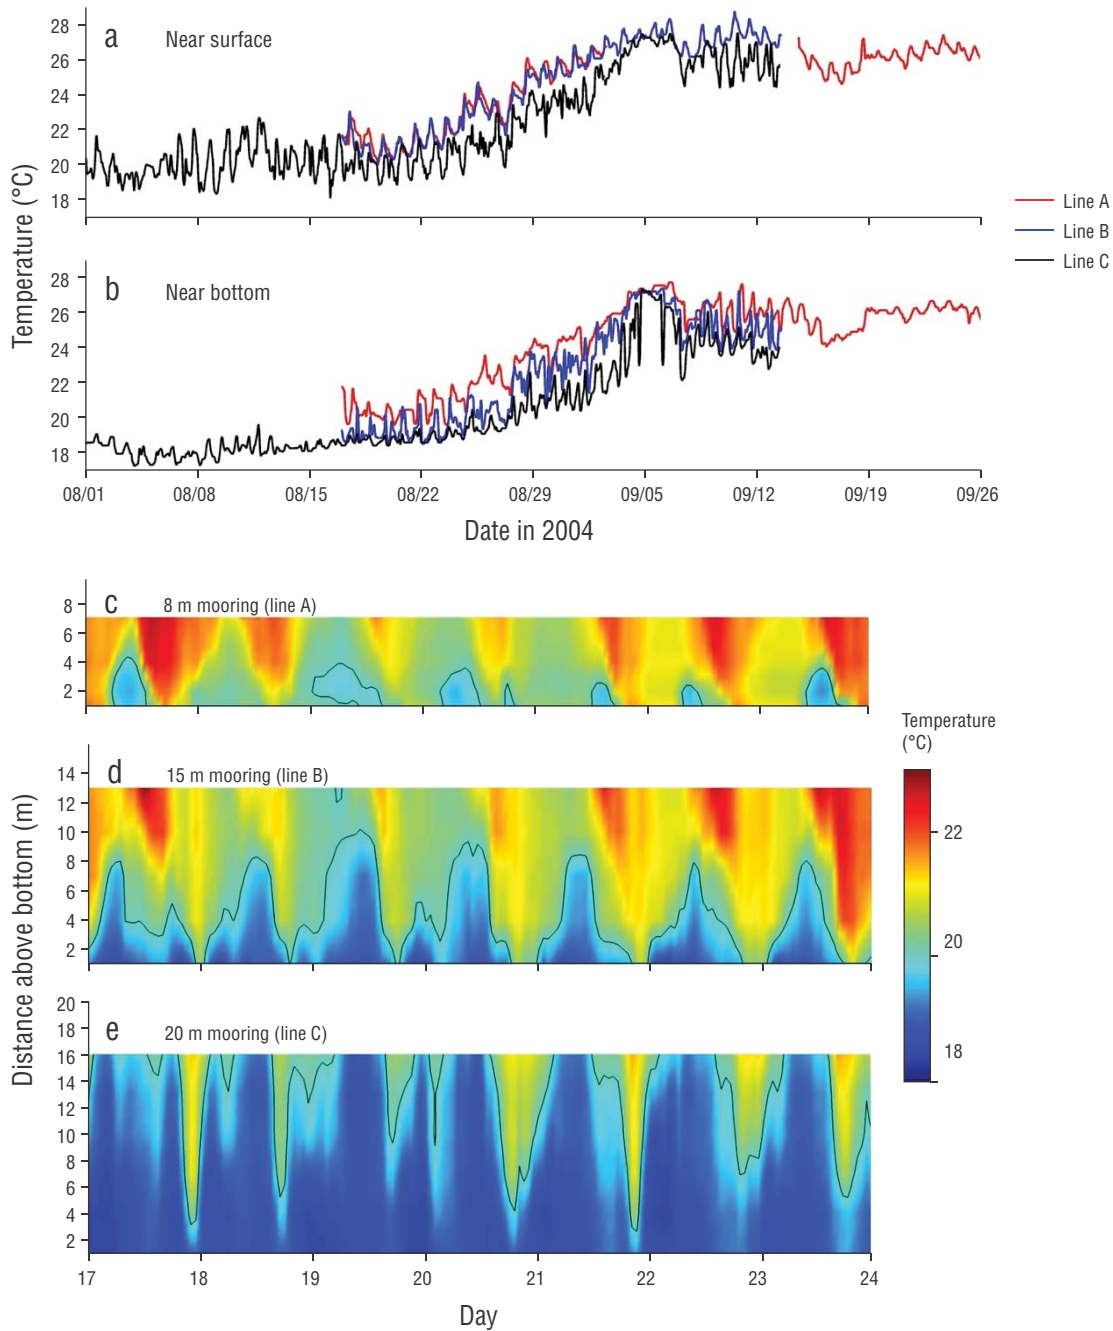 a Near surface
28
26
24
22
20
18
Temperature (°C)
Line A
Line B
Line C
b Near bottom
28
26
24
22
20
18
08/01 08/08 08/15 08/22 08/29 09/05 09/12 09/19 09/26
Date in 2004
c 8 m mooring (line A)
8
6
4
2
d 15 m mooring (line B)
14
12
10
8
6
4
2
Distance above bottom (m)
e 20 m mooring (line C)
20
18
16
14
12
10
8
6
4
2
17 18 19 20 21 22 23 24
Day
Temperature
(°C)
22
20
18